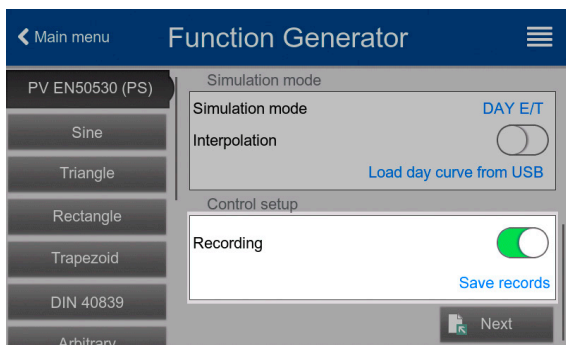 Main menu
Function Generator
PV EN50530 (PS)
Sine
Triangle
Rectangle
Trapezoid
DIN 40839
Arbitrary
Simulation mode
Simulation mode DAY E/T
Interpolation
Load day curve from USB
Control setup
Recording
Save records
Next